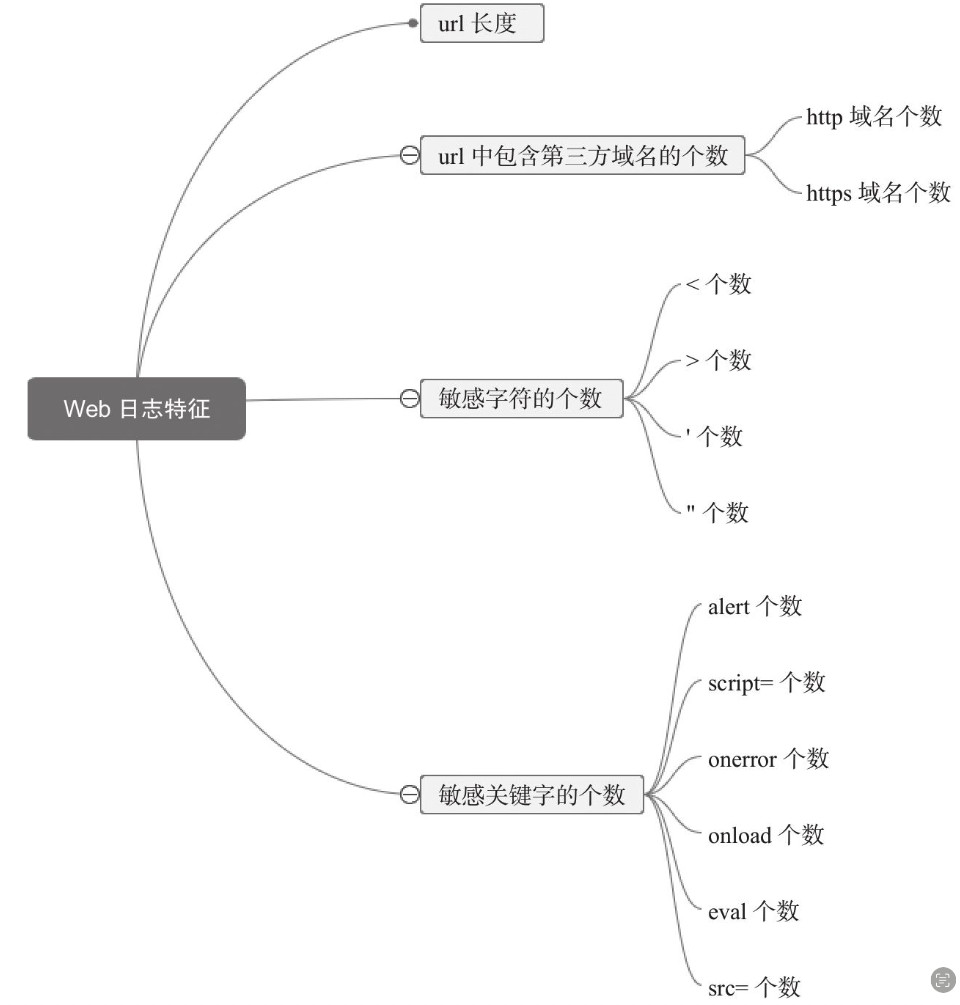 Web 日志特征
url 长度
url 中包含第三方域名的个数
http 域名个数
https 域名个数
敏感字符的个数
< 个数
> 个数
' 个数
" 个数
敏感关键字的个数
alert 个数
script= 个数
onerror 个数
onload 个数
eval 个数
src= 个数